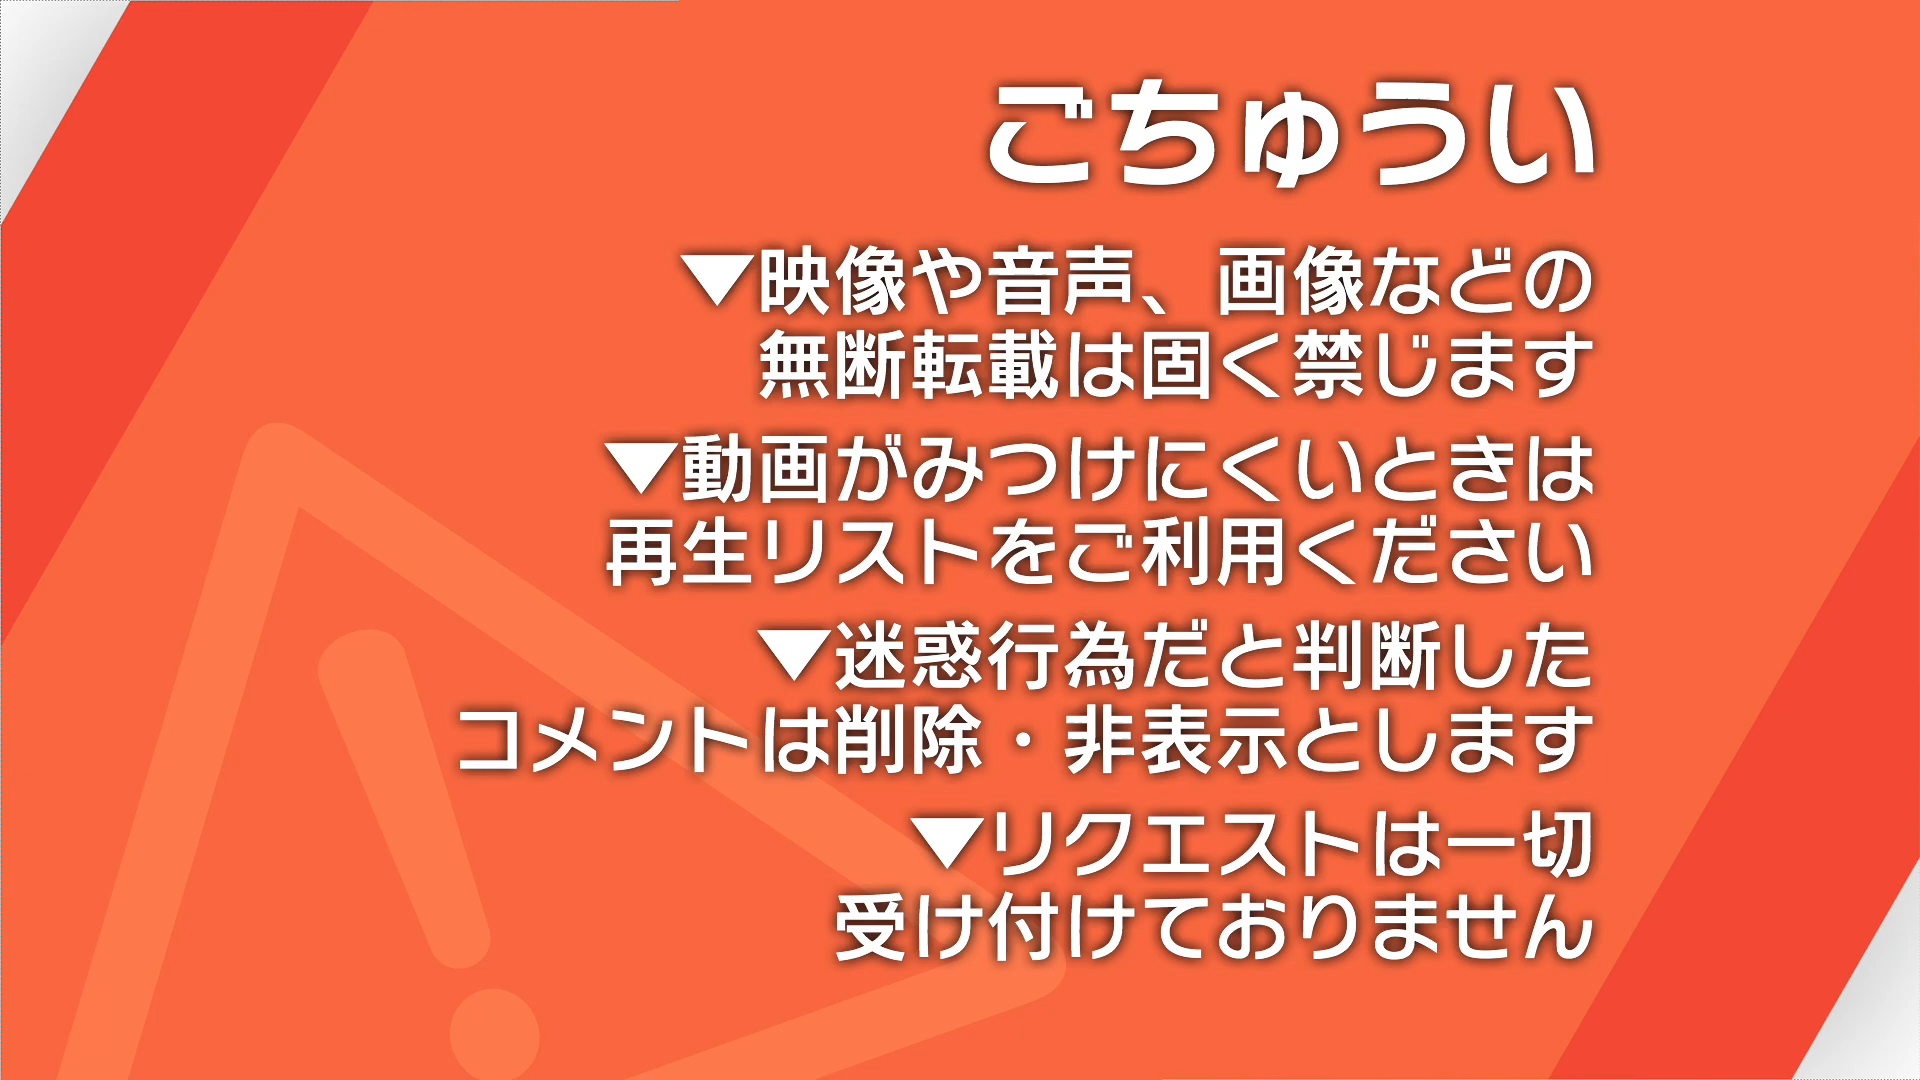 ごちゅうい
▼映像や音声、画像などの
無断転載は固く禁じます
▼動画がみつけにくいときは
再生リストをご利用ください
▼迷惑行為だと判断した
コメントは削除・非表示とします
▼リクエストは一切
受け付けておりません